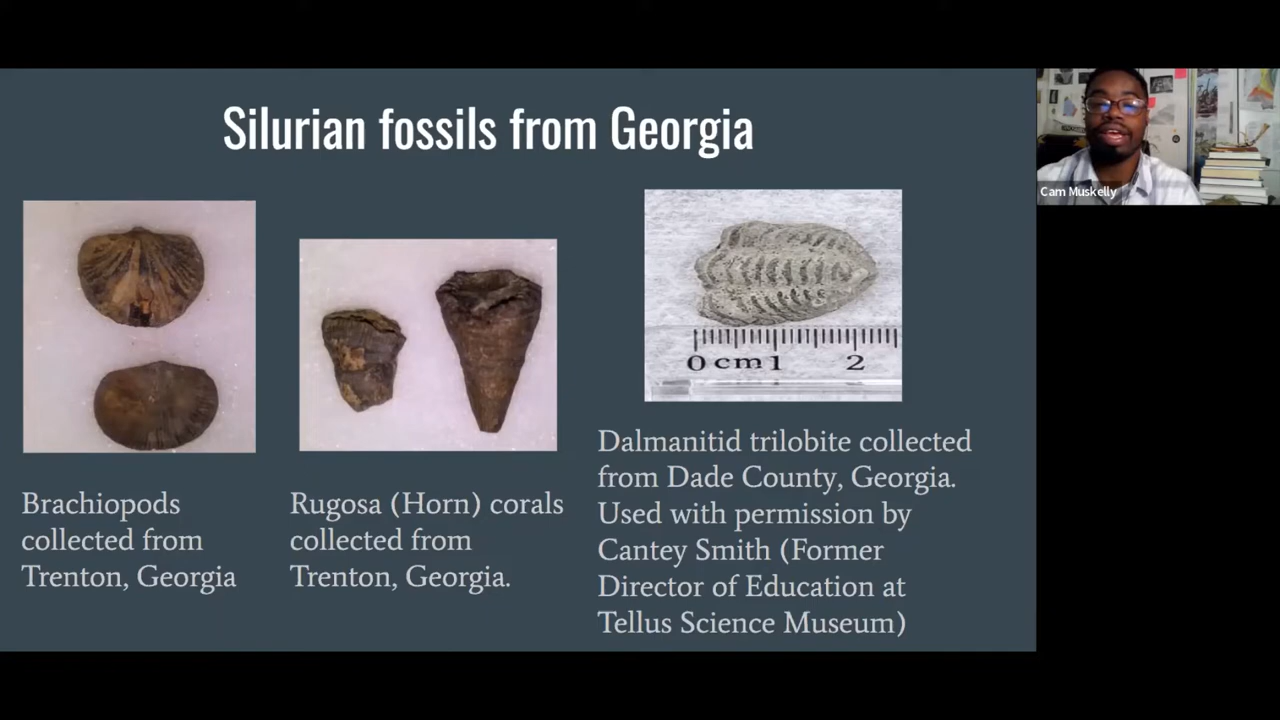 Silurian fossils from Georgia
Cam Muskelly
0 cm 1 2
Brachiopods
collected from
Trenton, Georgia
Rugosa (Horn) corals
collected from
Trenton, Georgia.
Dalmanitid trilobite collected
from Dade County, Georgia.
Used with permission by
Cantey Smith (Former
Director of Education at
Tellus Science Museum)